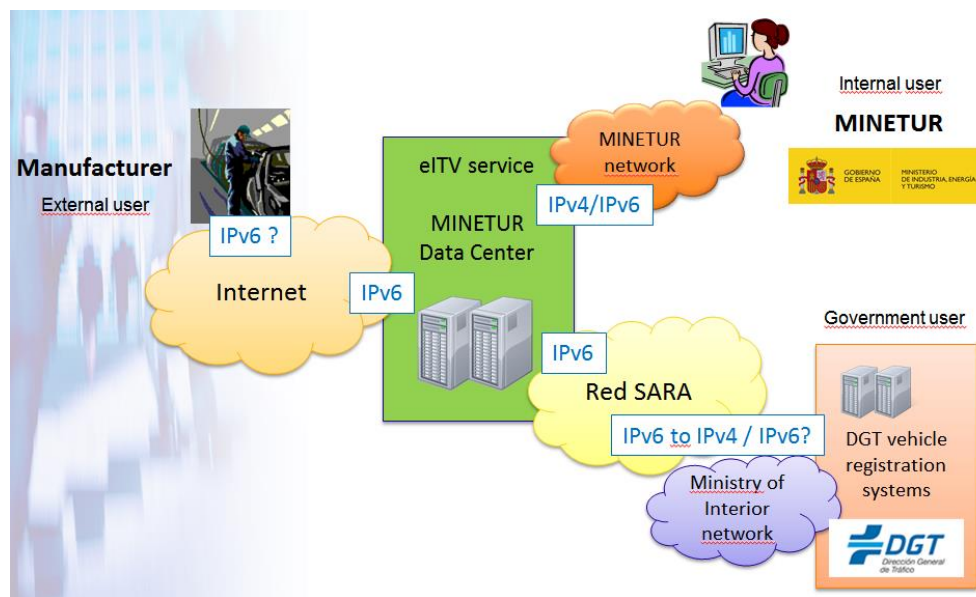 Manufacturer
External user
IPv6 ?
Internet
IPv6
eITV service
MINETUR
Data Center
MINETUR
network
IPv4/IPv6
Internal user
MINETUR
GOBIERNO
DE ESPAÑA
MINISTERIO
DE INDUSTRIA, ENERGÍA
Y TURISMO
IPv6
Red SARA
IPv6 to IPv4 / IPv6?
Ministry of
Interior
network
Government user
DGT vehicle
registration
systems
DGT
Dirección General
de Tráfico